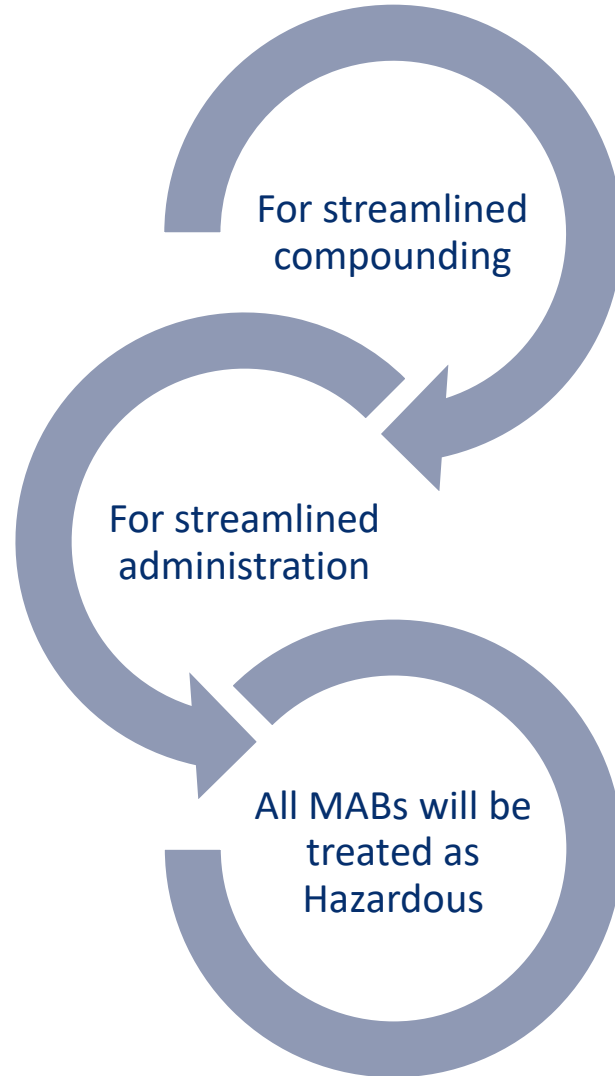 For streamlined
compounding
For streamlined
administration
All MABs will be
treated as
Hazardous